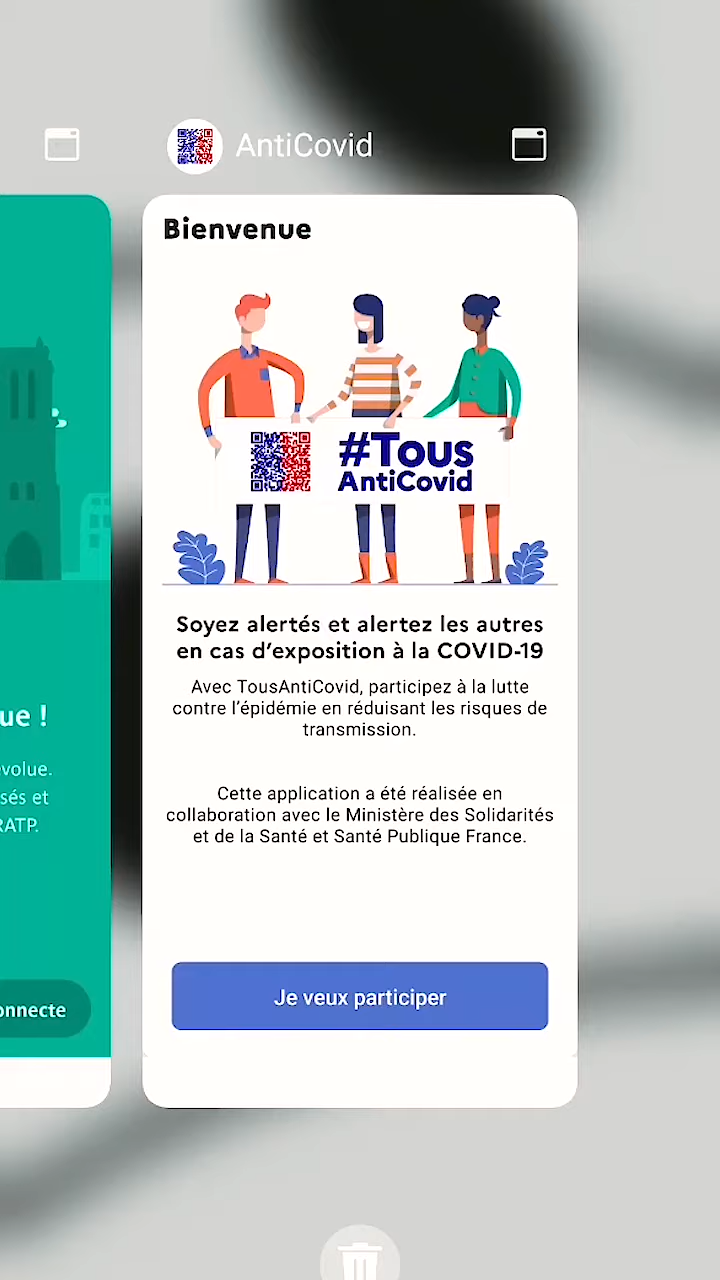 AntiCovid
Bienvenue
#Tous
AntiCovid
Soyez alertés et alertez les autres
en cas d'exposition à la COVID-19
Avec TousAntiCovid, participez à la lutte
contre l'épidémie en réduisant les risques de
transmission.
Cette application a été réalisée en
collaboration avec le Ministère des Solidarités
et de la Santé et Santé Publique France.
Je veux participer
ue !
volue.
sés et
RATP.
onnecte